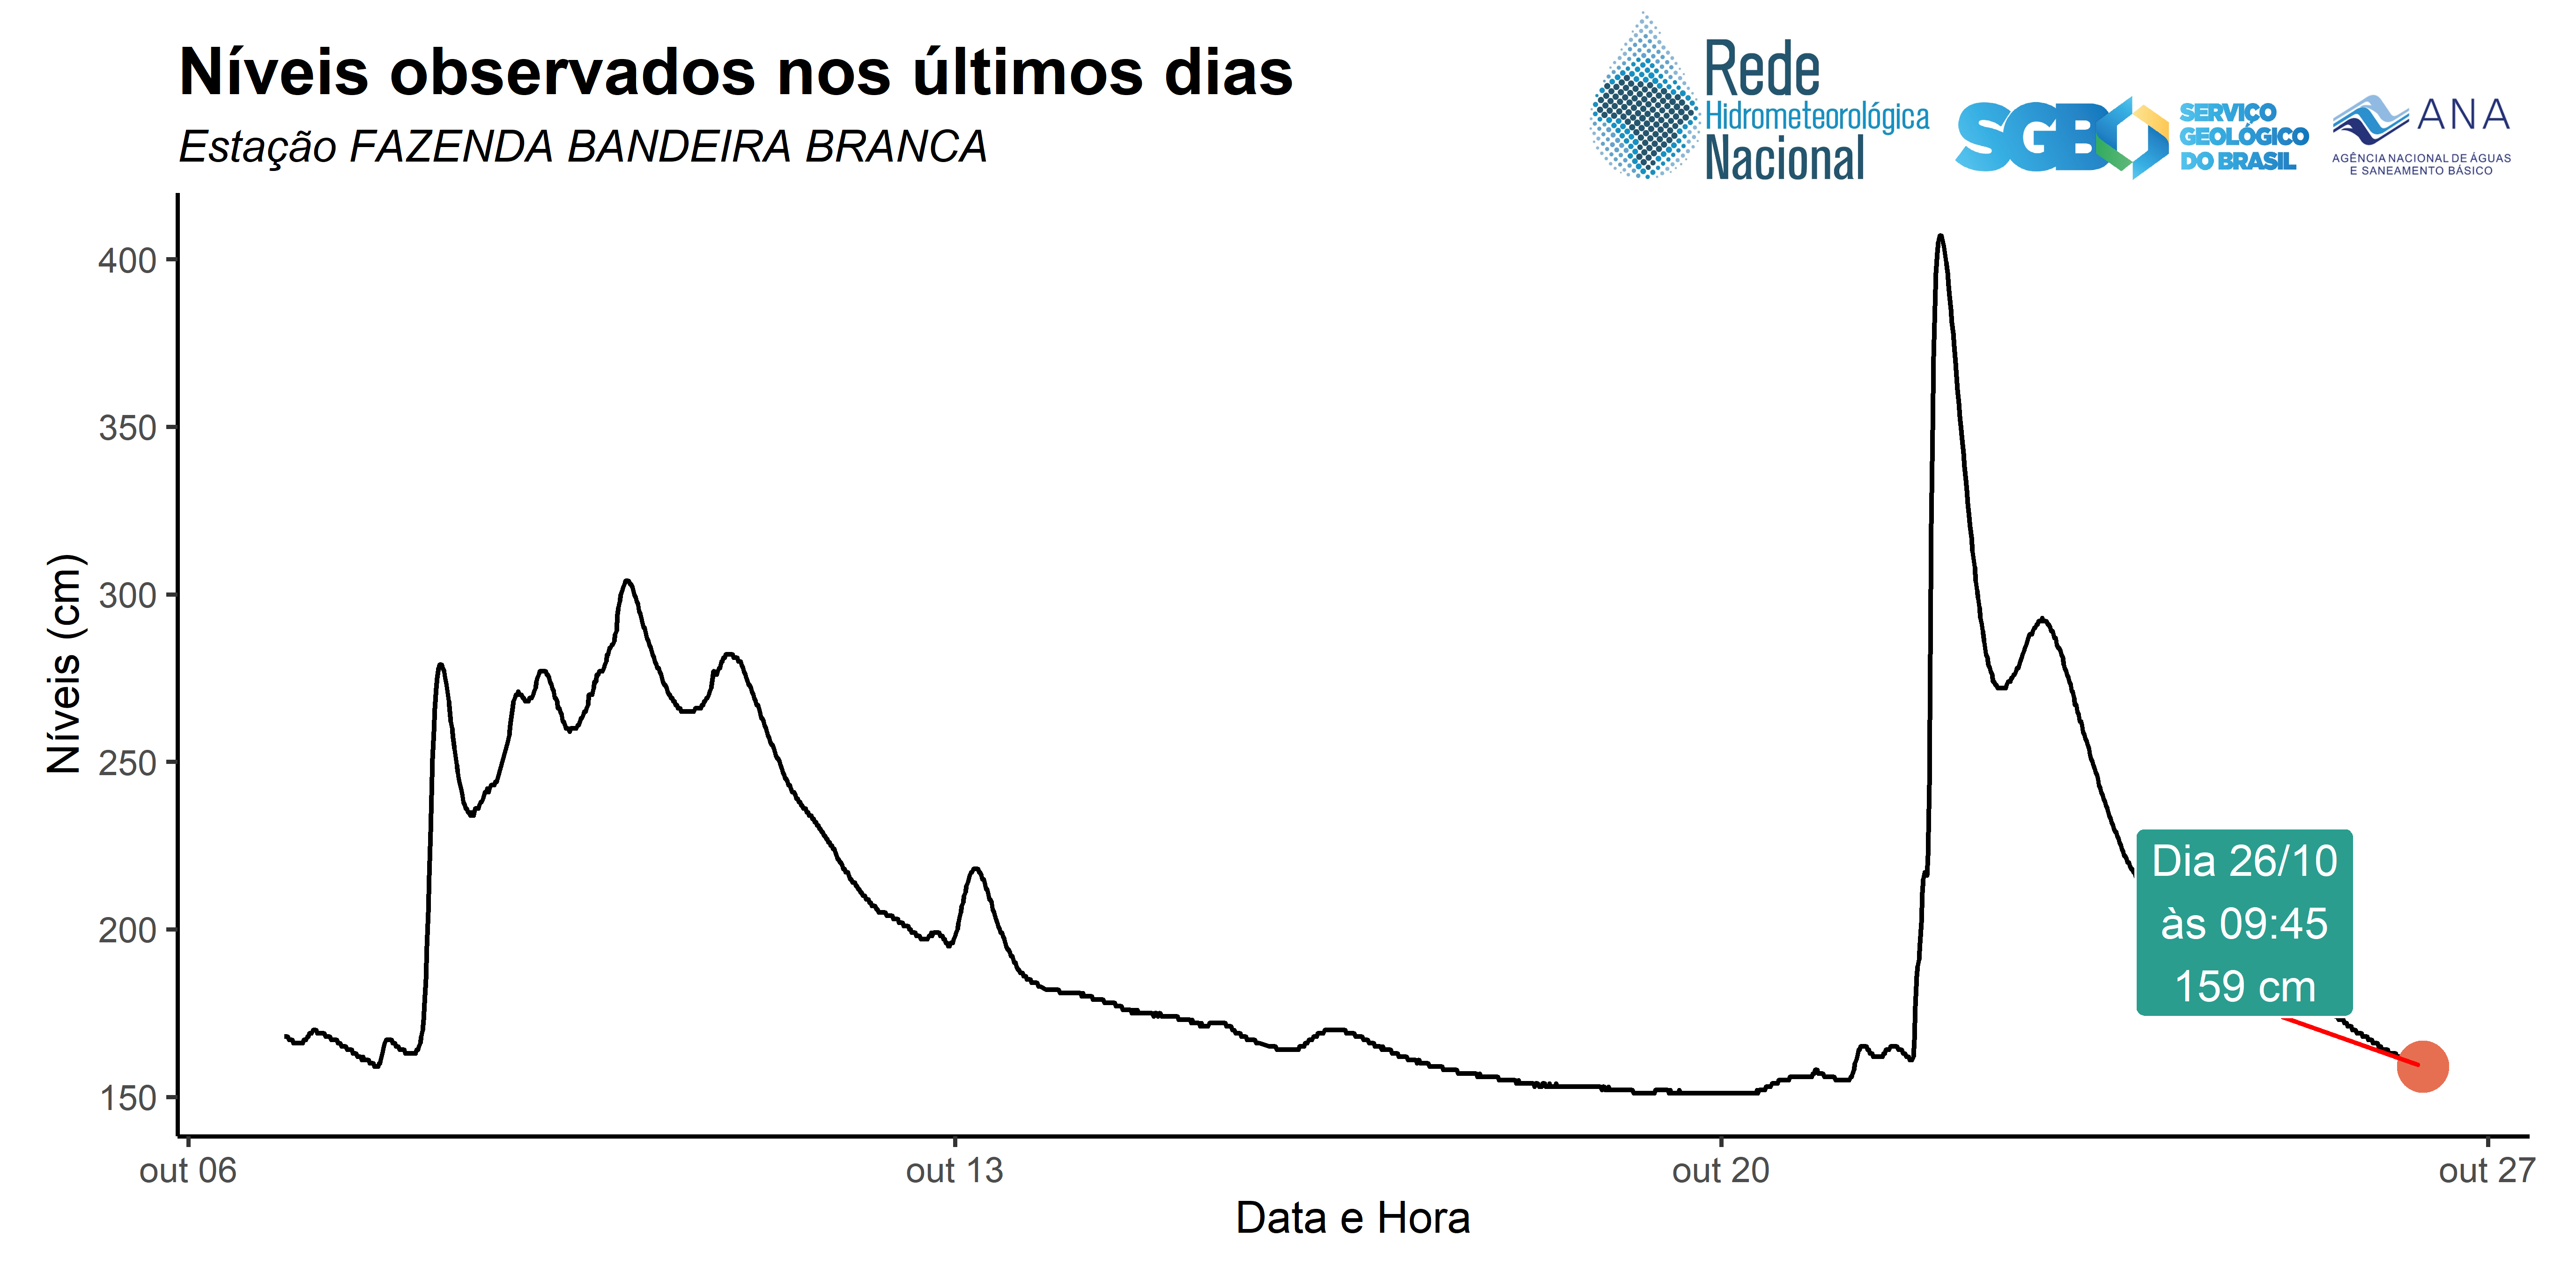 Níveis observados nos últimos dias
Estação FAZENDA BANDEIRA BRANCA
Rede
Hidrometeorológica
Nacional
SGB
SERVIÇO
GEOLÓGICO
DO BRASIL
ANA
AGÊNCIA NACIONAL DE ÁGUAS
E SANEAMENTO BÁSICO
Níveis (cm)
400
350
300
250
200
150
Dia 26/10
às 09:45
159 cm
out 06
out 13
out 20
out 27
Data e Hora